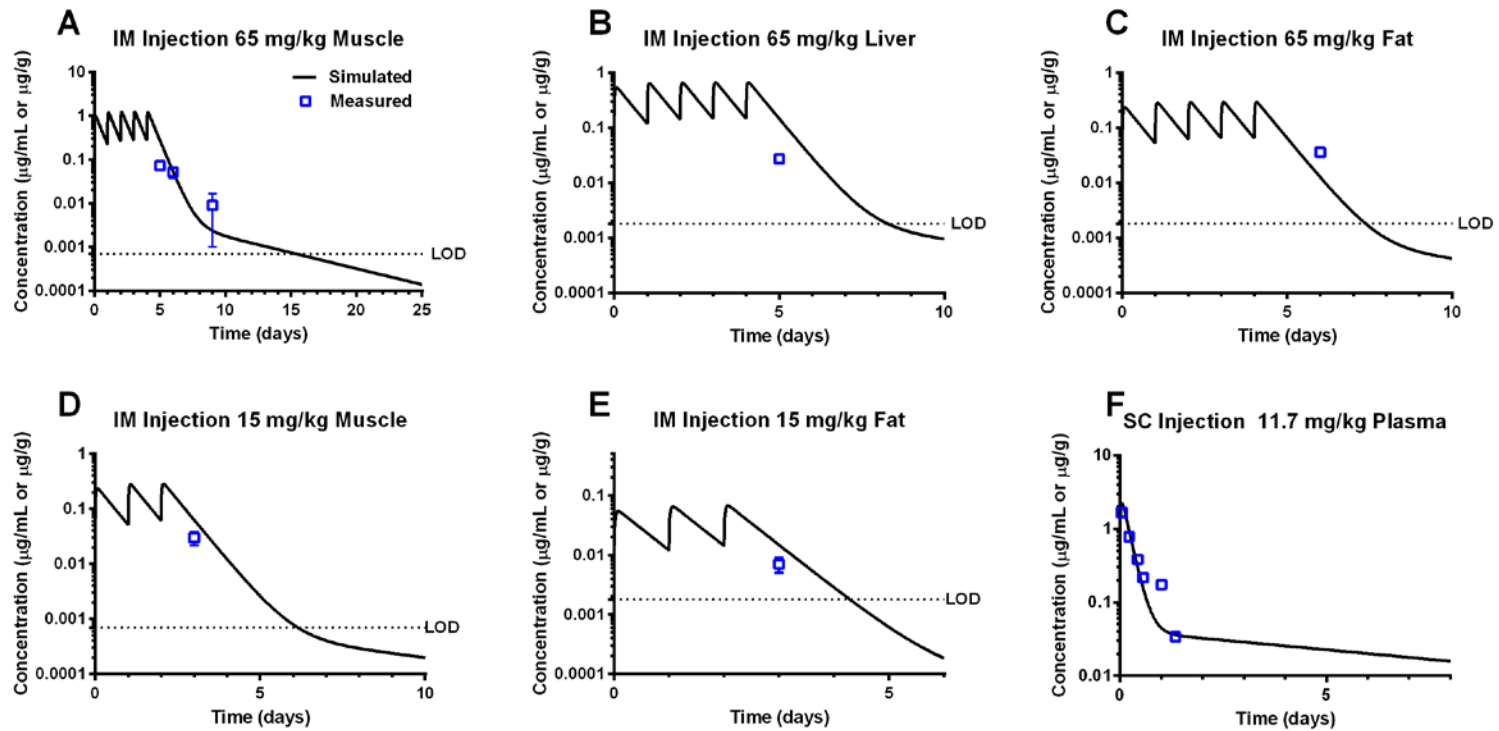 A
IM Injection 65 mg/kg Muscle
Concentration (μg/mL or μg/g)
10
1
0.1
0.01
0.001
0.0001
Simulated
Measured
LOD
0 5 10 15 20 25
Time (days)
B
IM Injection 65 mg/kg Liver
Concentration (μg/mL or μg/g)
1
0.1
0.01
0.001
0.0001
LOD
0 5 10
Time (days)
C
IM Injection 65 mg/kg Fat
Concentration (μg/mL or μg/g)
1
0.1
0.01
0.001
0.0001
LOD
0 5 10
Time (days)
D
IM Injection 15 mg/kg Muscle
Concentration (μg/mL or μg/g)
1
0.1
0.01
0.001
0.0001
LOD
0 5 10
Time (days)
E
IM Injection 15 mg/kg Fat
Concentration (μg/mL or μg/g)
0.1
0.01
0.001
0.0001
LOD
0 5
Time (days)
F
SC Injection 11.7 mg/kg Plasma
Concentration (μg/mL or μg/g)
10
1
0.1
0.01
0 5
Time (days)